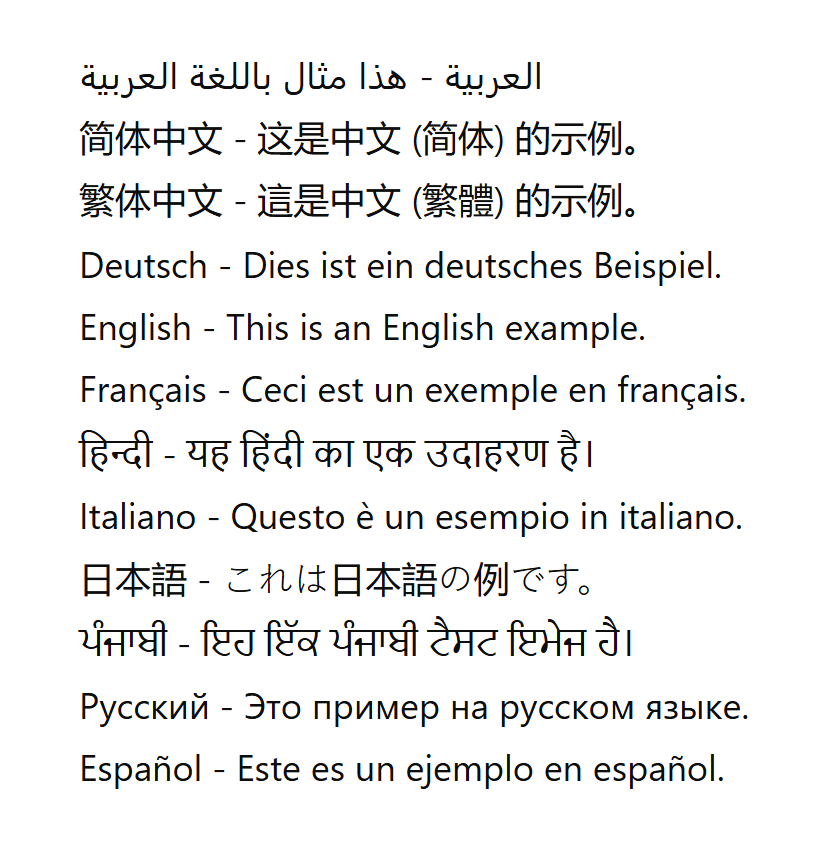 العربية - هذا مثال باللغة العربية
简体中文 - 这是中文 (简体) 的示例。
繁体中文 - 這是中文 (繁體) 的示例。
Deutsch - Dies ist ein deutsches Beispiel.
English - This is an English example.
Français - Ceci est un exemple en français.
हिन्दी - यह हिंदी का एक उदाहरण है।
Italiano - Questo è un esempio in italiano.
日本語 - これは日本語の例です。
ਪੰਜਾਬੀ - ਇਹ ਇੱਕ ਪੰਜਾਬੀ ਟੈਸਟ ਇਮੇਜ ਹੈ।
Русский - Это пример на русском языке.
Español - Este es un ejemplo en español.